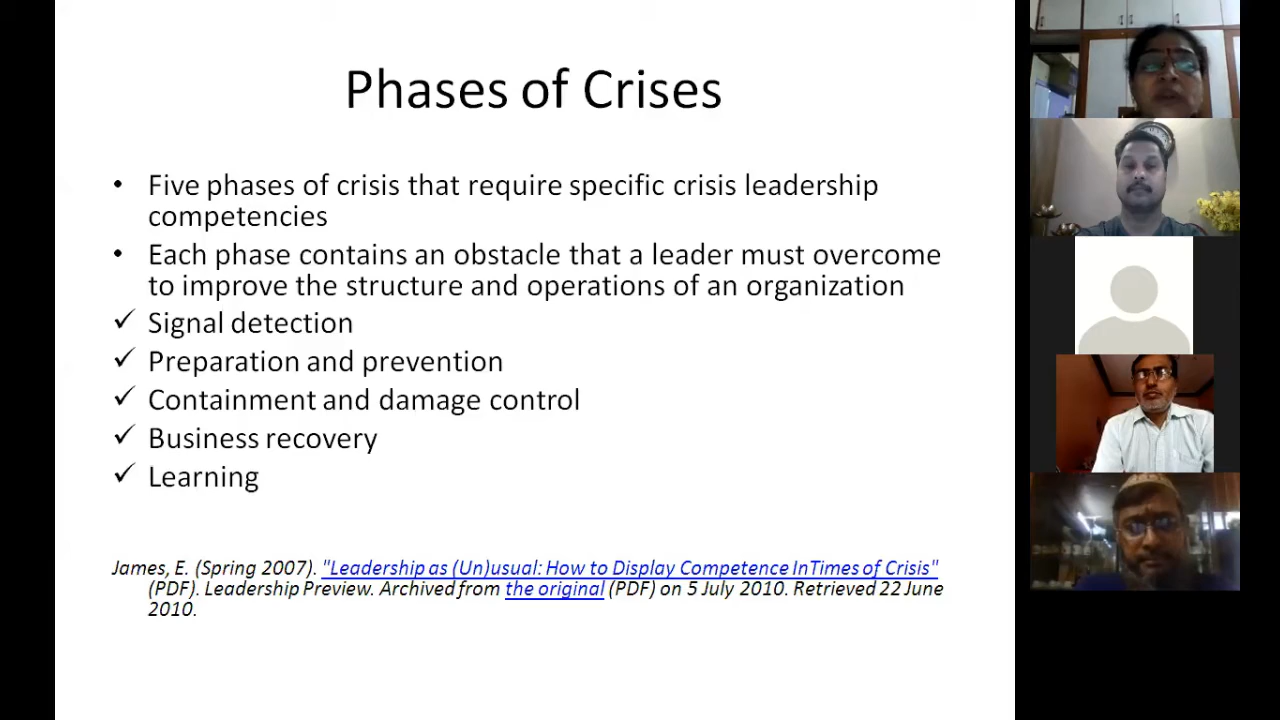 Phases of Crises
• Five phases of crisis that require specific crisis leadership
competencies
• Each phase contains an obstacle that a leader must overcome
to improve the structure and operations of an organization
✓ Signal detection
✓ Preparation and prevention
✓ Containment and damage control
✓ Business recovery
✓ Learning
James, E. (Spring 2007). "Leadership as (Un)usual: How to Display Competence InTimes of Crisis"
(PDF). Leadership Preview. Archived from the original (PDF) on 5 July 2010. Retrieved 22 June
2010.